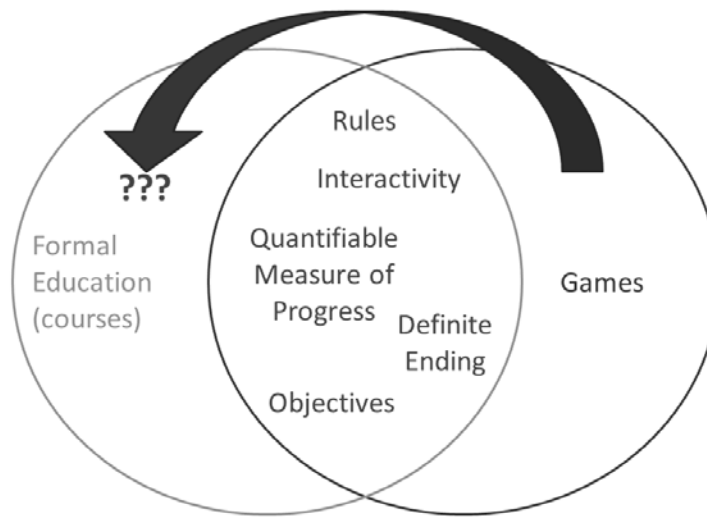 Rules
???
Interactivity
Formal
Education
(courses)
Quantifiable
Measure of
Progress
Definite
Ending
Objectives
Games